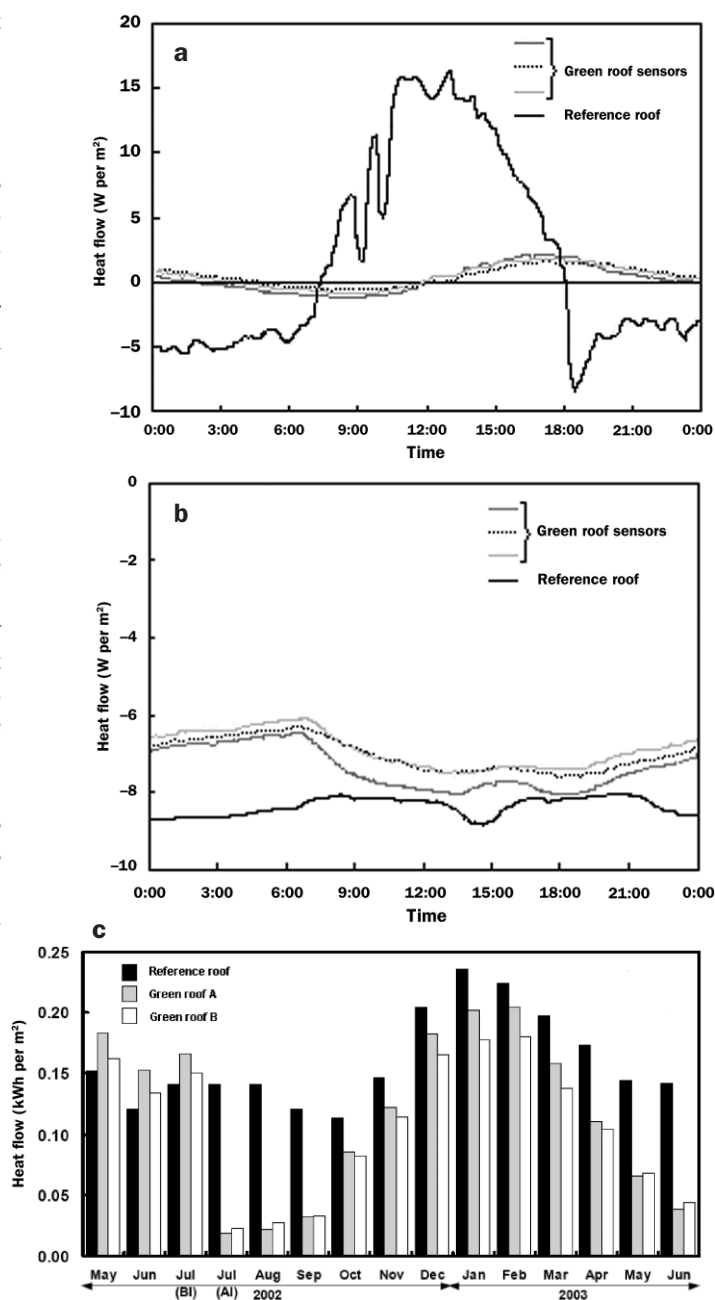 a
20
15
10
5
0
–5
–10
Heat flow (W per m²)
Green roof sensors
Reference roof
0:00 3:00 6:00 9:00 12:00 15:00 18:00 21:00 0:00
Time
b
0
–2
–4
–6
–8
–10
Heat flow (W per m²)
Green roof sensors
Reference roof
0:00 3:00 6:00 9:00 12:00 15:00 18:00 21:00 0:00
Time
c
0.25
0.20
0.15
0.10
0.05
0.00
Heat flow (kWh per m²)
Reference roof
Green roof A
Green roof B
May Jun Jul Jul Aug Sep Oct Nov Dec Jan Feb Mar Apr May Jun
(BI) (AI) 2002 2003